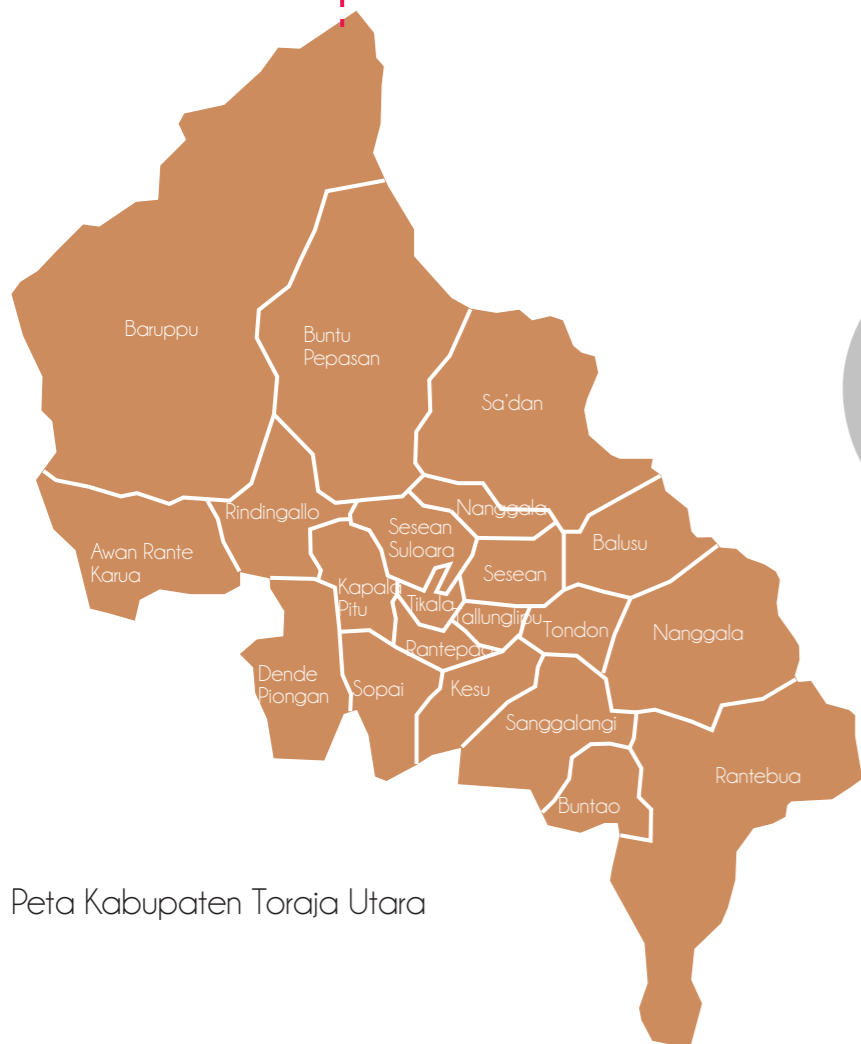 Baruppu
Buntu
Pepasan
Sa'dan
Nanggala
Rindingallo
Sesean
Suloara
Balusu
Awan Rante
Karua
Sesean
Kapala
Pitu
Tikala
Tallunglipu
Tondon
Nanggala
Rantepao
Dende
Piongan
Sopai
Kesu
Sanggalangi
Rantebua
Buntao
Peta Kabupaten Toraja Utara